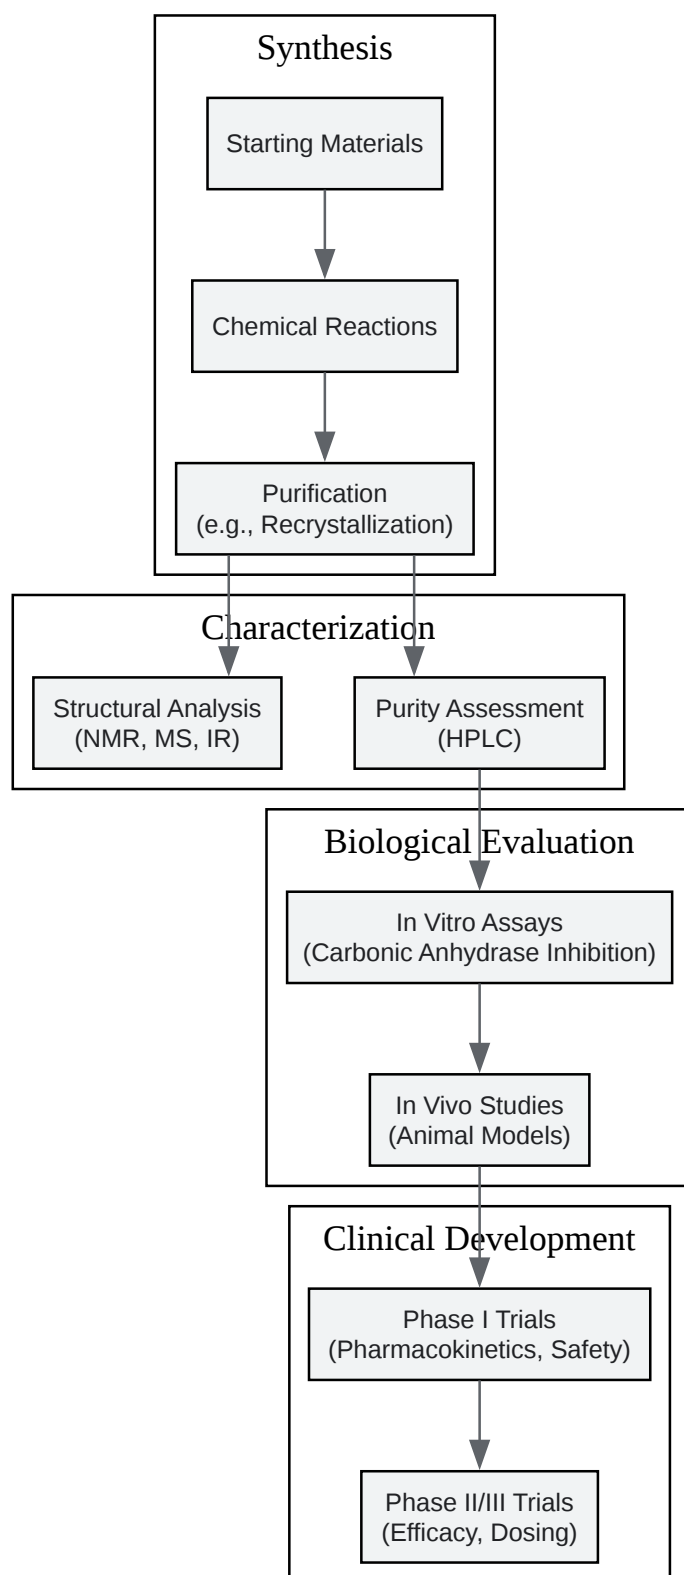 Synthesis
Starting Materials
Chemical Reactions
Purification
(e.g., Recrystallization)
Characterization
Structural Analysis
(NMR, MS, IR)
Purity Assessment
(HPLC)
Biological Evaluation
In Vitro Assays
(Carbonic Anhydrase Inhibition)
In Vivo Studies
(Animal Models)
Clinical Development
Phase I Trials
(Pharmacokinetics, Safety)
Phase II/III Trials
(Efficacy, Dosing)